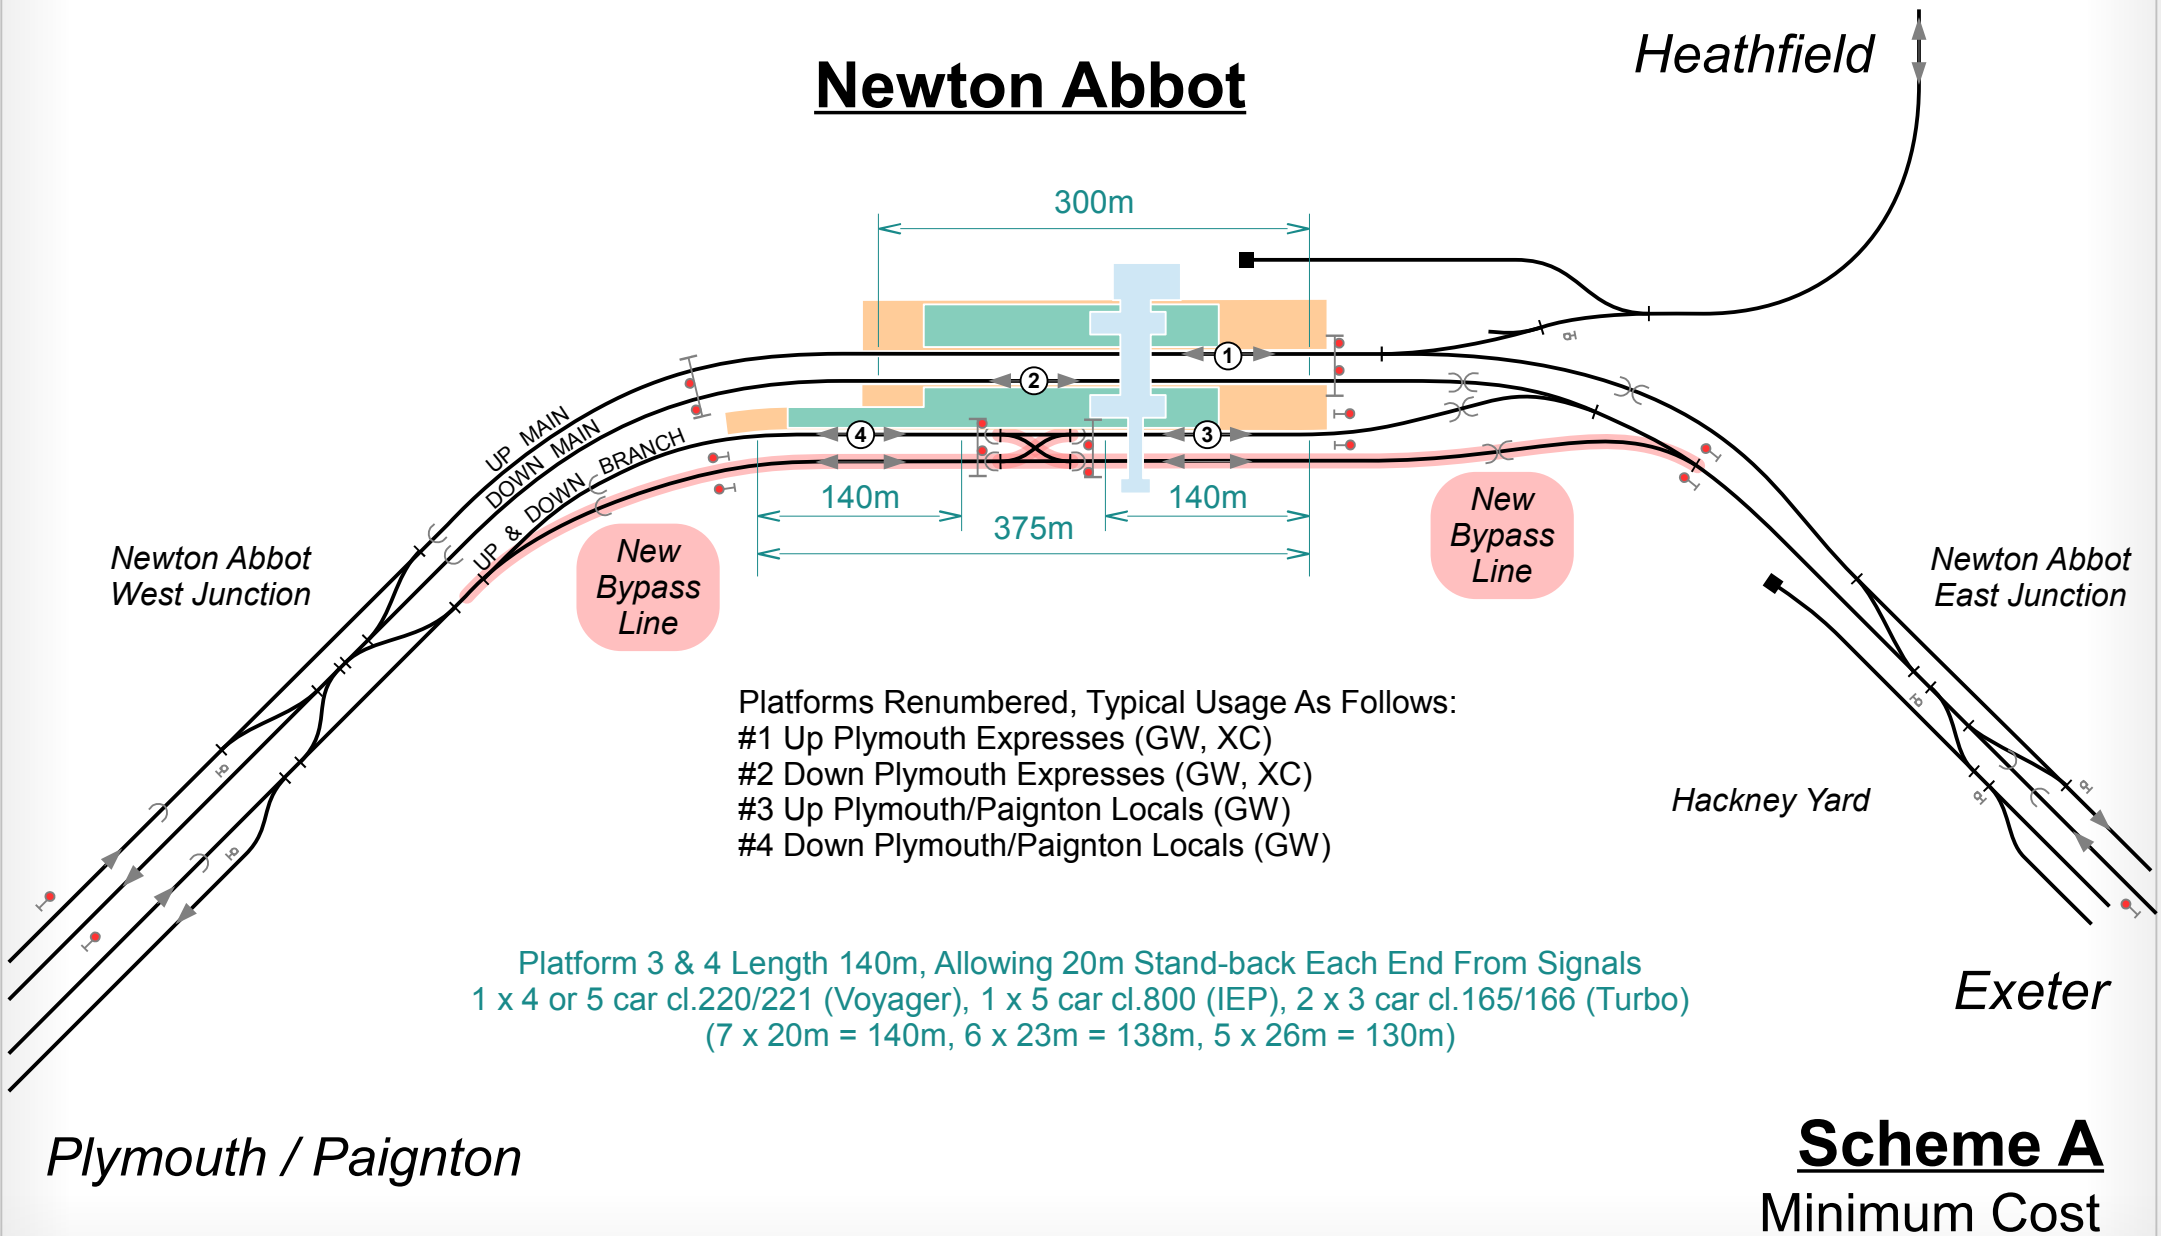 Newton Abbot
Heathfield
300m
1
2
4
3
UP MAIN
DOWN MAIN
UP & DOWN BRANCH
140m
375m
140m
New
Bypass
Line
New
Bypass
Line
Newton Abbot
West Junction
Newton Abbot
East Junction
Platforms Renumbered, Typical Usage As Follows:
#1 Up Plymouth Expresses (GW, XC)
#2 Down Plymouth Expresses (GW, XC)
#3 Up Plymouth/Paignton Locals (GW)
#4 Down Plymouth/Paignton Locals (GW)
Hackney Yard
Platform 3 & 4 Length 140m, Allowing 20m Stand-back Each End From Signals
1 x 4 or 5 car cl.220/221 (Voyager), 1 x 5 car cl.800 (IEP), 2 x 3 car cl.165/166 (Turbo)
(7 x 20m = 140m, 6 x 23m = 138m, 5 x 26m = 130m)
Exeter
Plymouth / Paignton
Scheme A
Minimum Cost